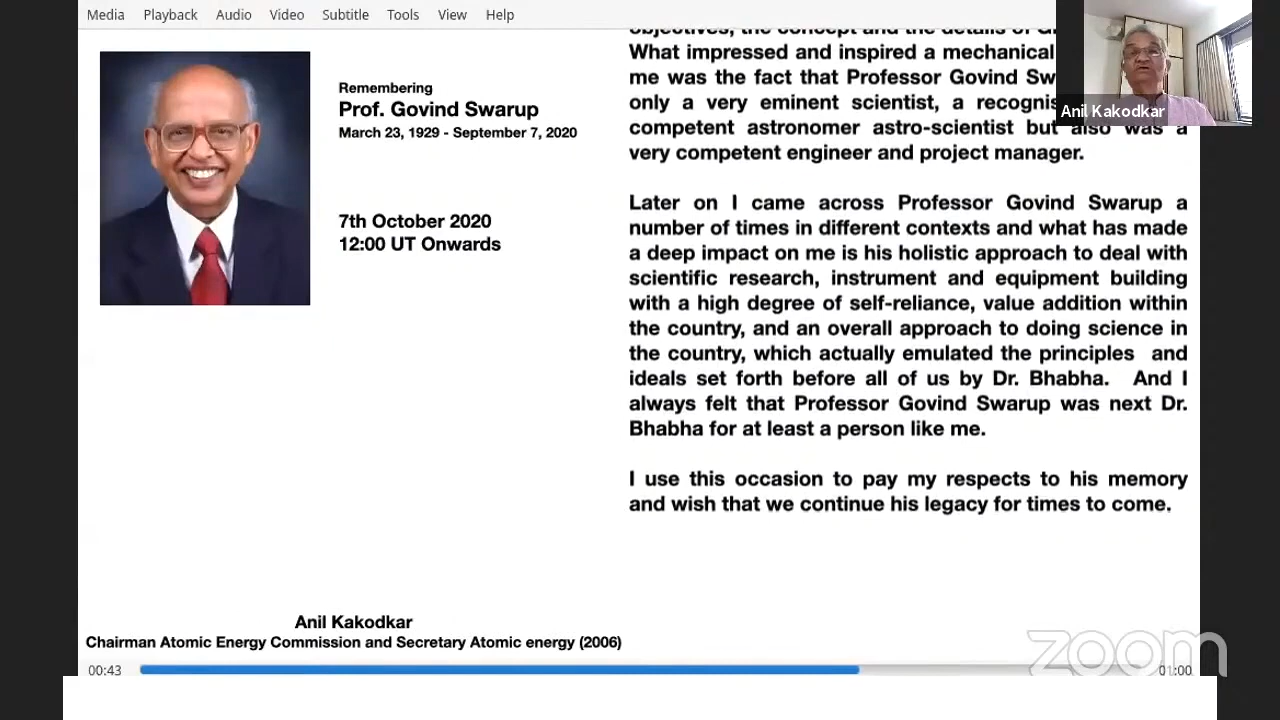 Media Playback Audio Video Subtitle Tools View Help
Remembering
Prof. Govind Swarup
March 23, 1929 - September 7, 2020
7th October 2020
12:00 UT Onwards
objectives, the concept and the details of
What impressed and inspired a mechanical
me was the fact that Professor Govind Sw
only a very eminent scientist, a recognis
competent astronomer astro-scientist but also was a
very competent engineer and project manager.
Later on I came across Professor Govind Swarup a
number of times in different contexts and what has made
a deep impact on me is his holistic approach to deal with
scientific research, instrument and equipment building
with a high degree of self-reliance, value addition within
the country, and an overall approach to doing science in
the country, which actually emulated the principles and
ideals set forth before all of us by Dr. Bhabha. And I
always felt that Professor Govind Swarup was next Dr.
Bhabha for at least a person like me.
I use this occasion to pay my respects to his memory
and wish that we continue his legacy for times to come.
Anil Kakodkar
Anil Kakodkar
Chairman Atomic Energy Commission and Secretary Atomic energy (2006)
zoom
00:43
01:00